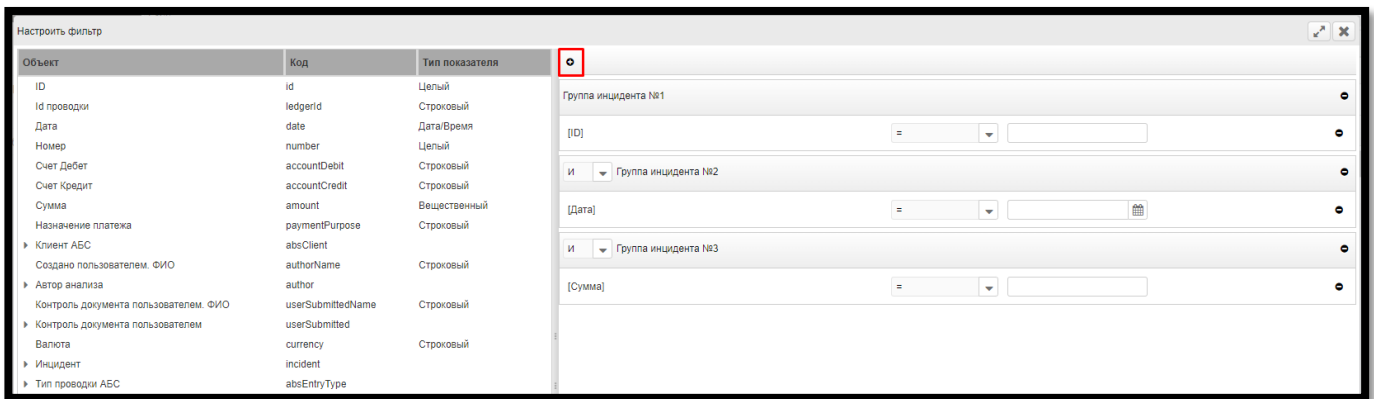 Настроить фильтр
Объект Код Тип показателя
ID id Целый
Id проводки ledgerId Строковый
Дата date Дата/Время
Номер number Целый
Счет Дебет accountDebit Строковый
Счет Кредит accountCredit Строковый
Сумма amount Вещественный
Назначение платежа paymentPurpose Строковый
Клиент АБС absClient
Создано пользователем. ФИО authorName Строковый
Автор анализа author
Контроль документа пользователем. ФИО userSubmittedName Строковый
Контроль документа пользователем userSubmitted
Валюта currency Строковый
Инцидент incident
Тип проводки АБС absEntryType
Группа инцидента №1
[ID] =
И Группа инцидента №2
[Дата] =
И Группа инцидента №3
[Сумма] =